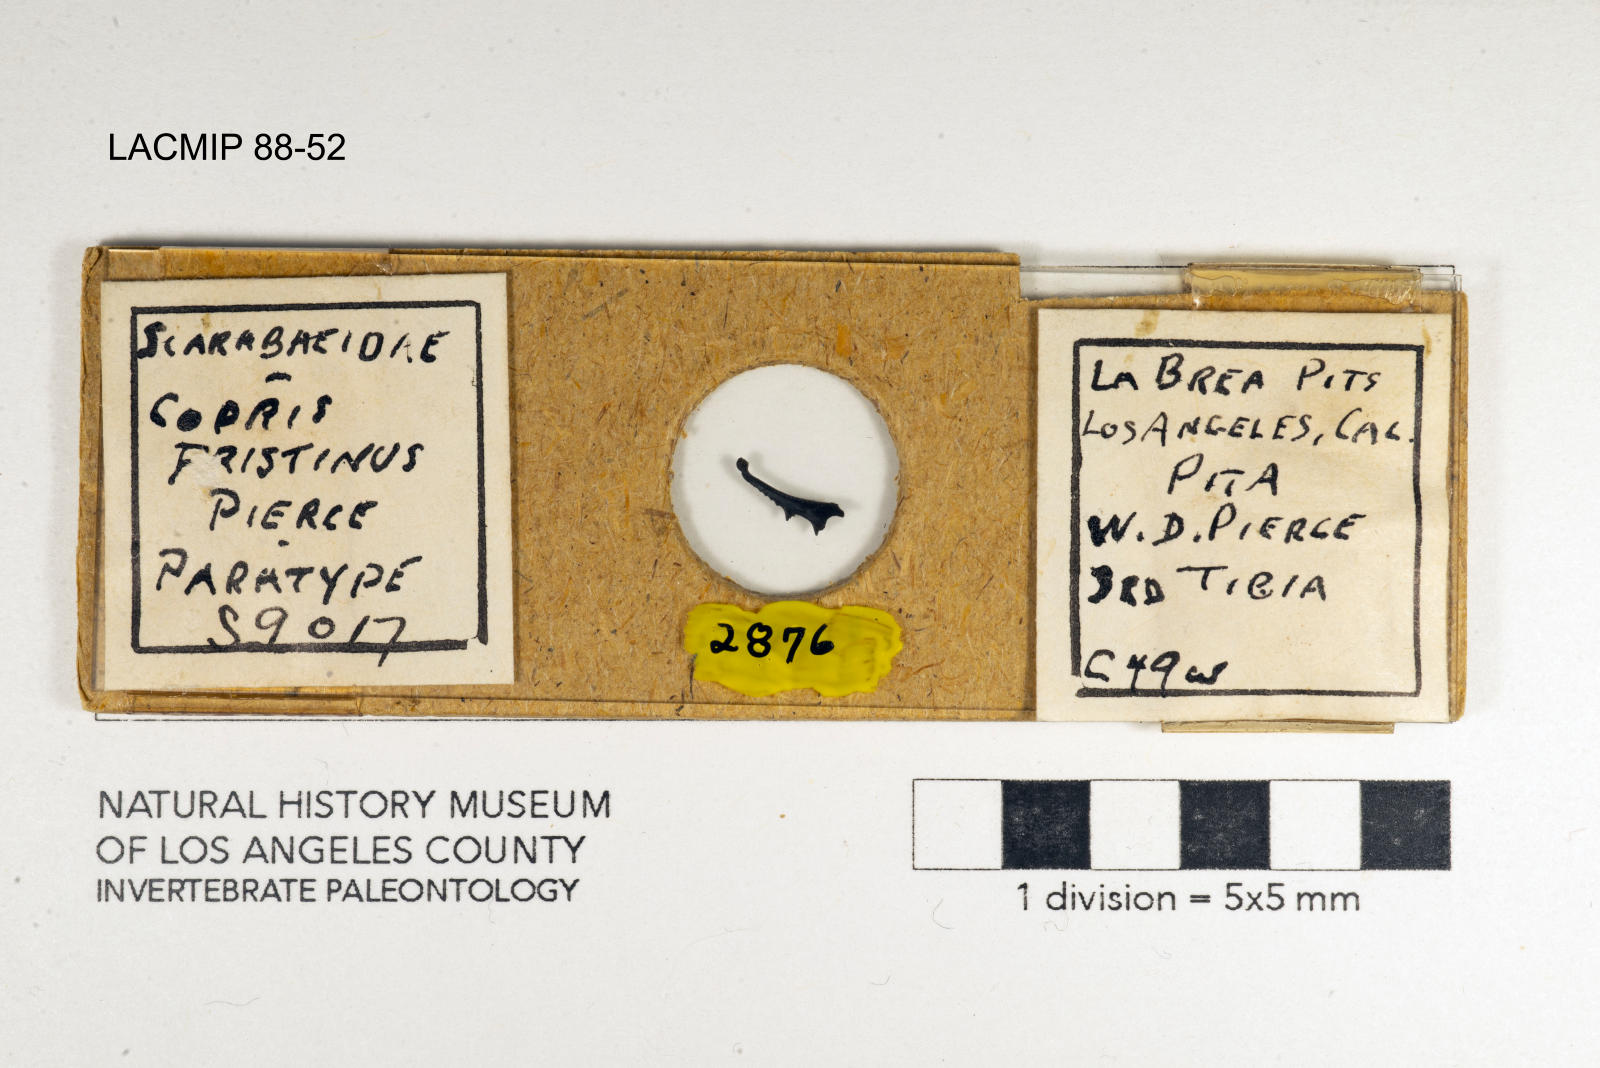 LACMIP 88-52
SCARABAEIDAE
COPRIS
PRISTINUS
PIERCE
PARATYPE
S9017
2876
LA BREA PITS
LOS ANGELES, CAL.
PIT A
W. D. PIERCE
3RD TIBIA
C49w
NATURAL HISTORY MUSEUM
OF LOS ANGELES COUNTY
INVERTEBRATE PALEONTOLOGY
1 division = 5x5 mm